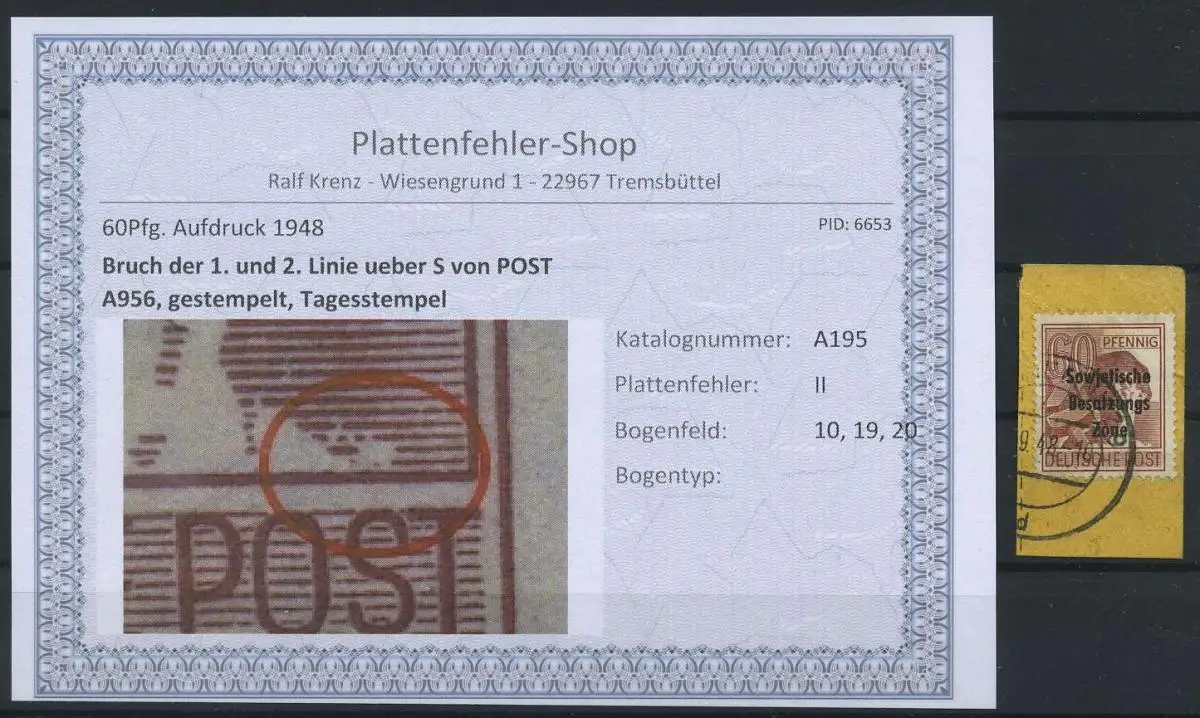 Plattenfehler-Shop
Ralf Krenz - Wiesengrund 1 - 22967 Tremsbüttel
60Pfg. Aufdruck 1948
PID: 6653
Bruch der 1. und 2. Linie ueber S von POST
A956, gestempelt, Tagesstempel
Katalognummer: A195
Plattenfehler: II
Bogenfeld: 10, 19, 20
Bogentyp:
POST
60 PFENNIG
Sowjetische
Besatzungs
Zone
DEUTSCHE POST